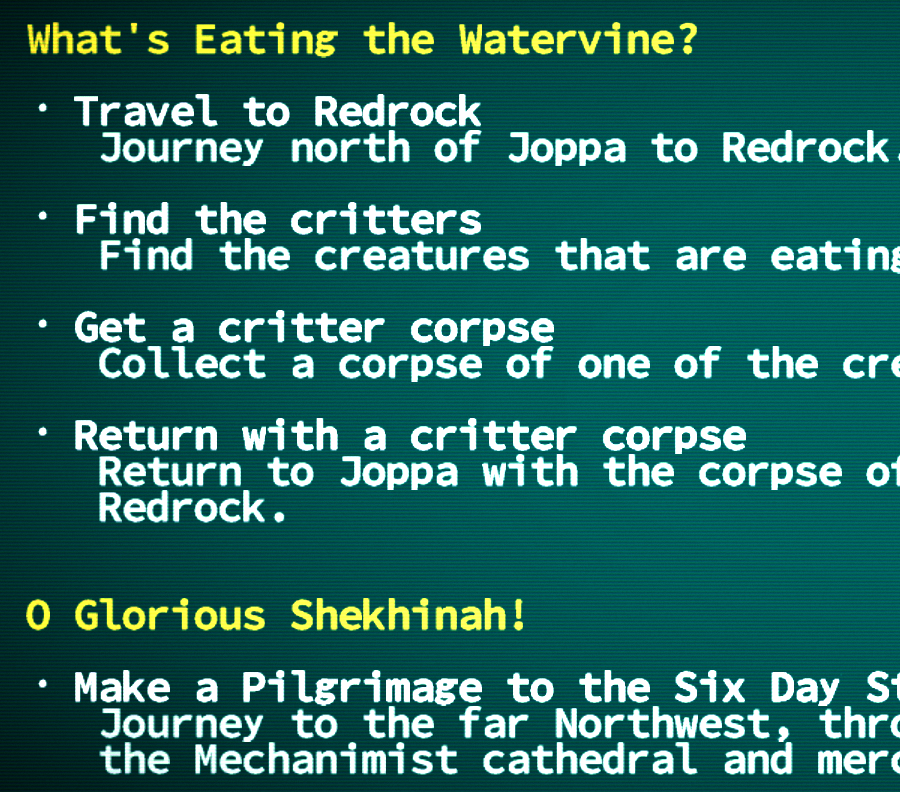 What's Eating the Watervine?
· Travel to Redrock
Journey north of Joppa to Redrock.
· Find the critters
Find the creatures that are eating
· Get a critter corpse
Collect a corpse of one of the cre
· Return with a critter corpse
Return to Joppa with the corpse of
Redrock.
O Glorious Shekhinah!
· Make a Pilgrimage to the Six Day St
Journey to the far Northwest, thro
the Mechanimist cathedral and merc